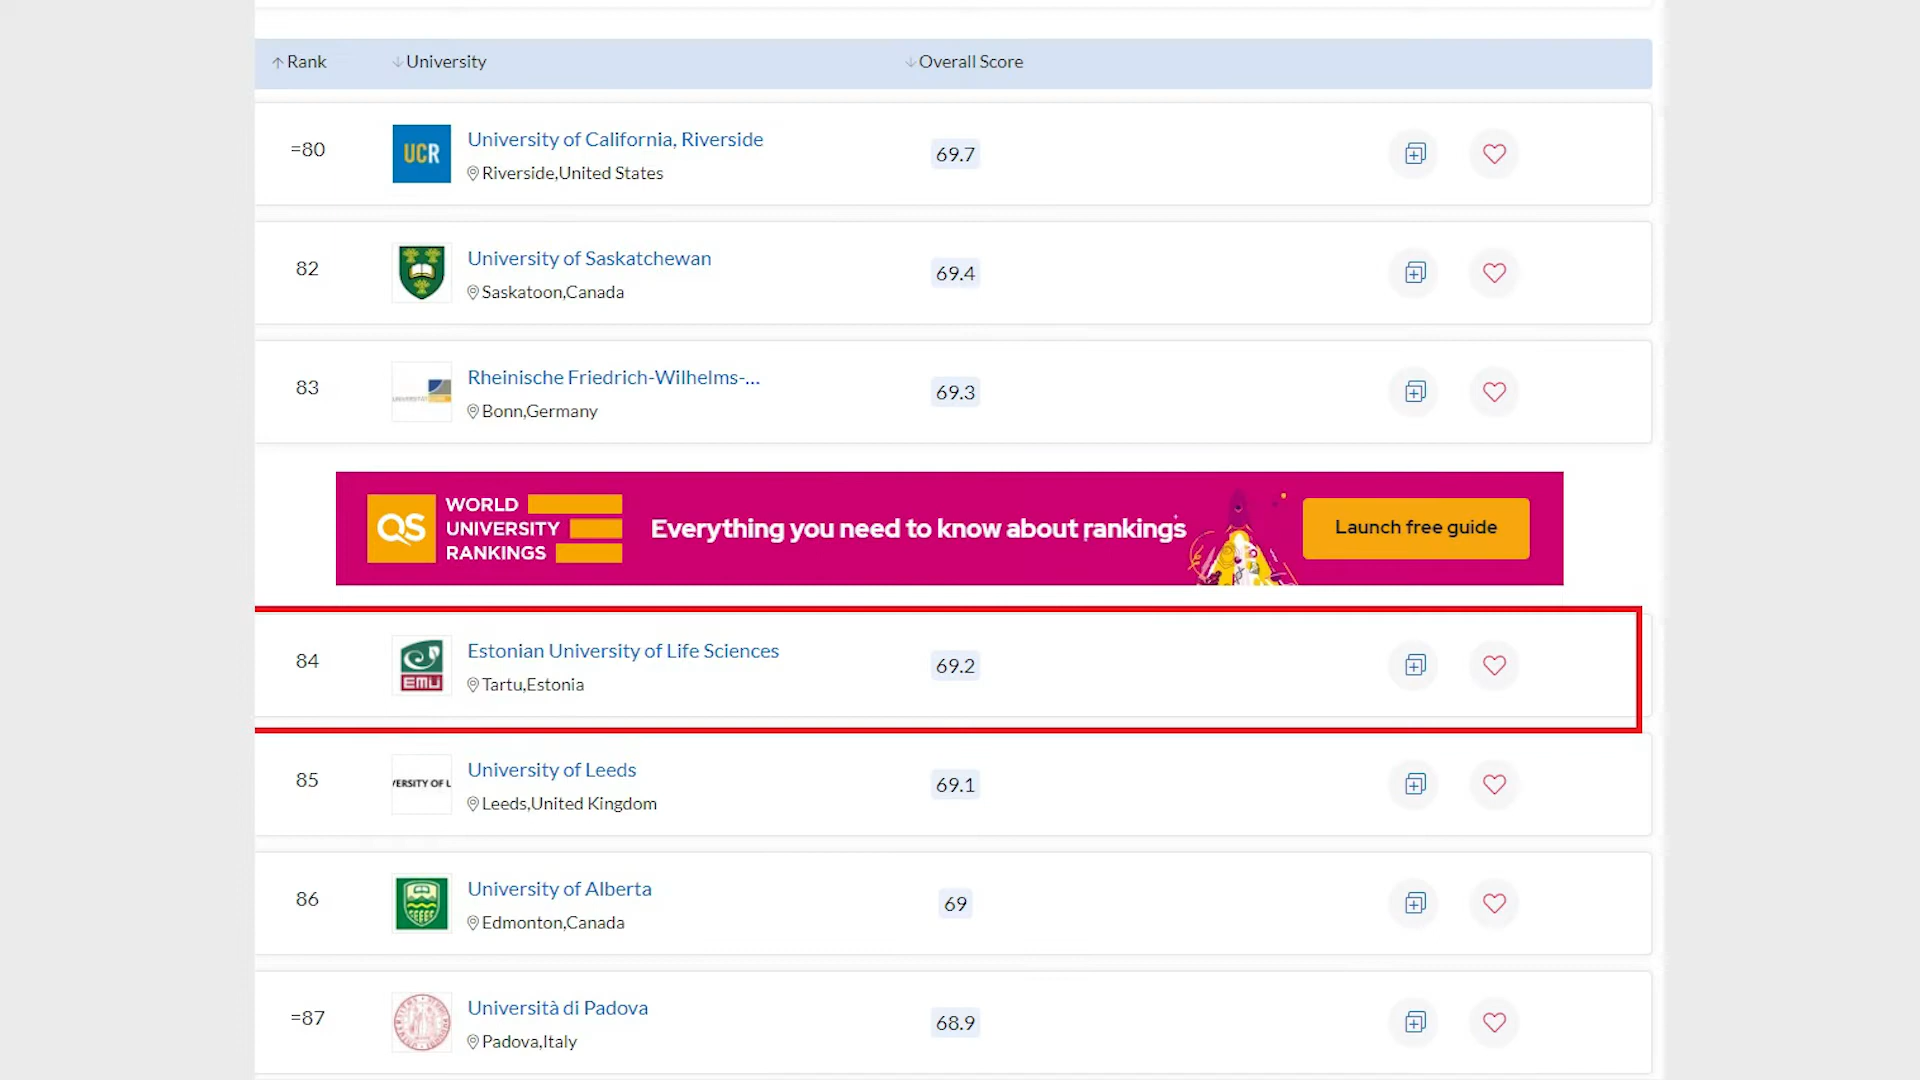 Rank University Overall Score
=80
UCR
University of California, Riverside
Riverside,United States
69.7
82
University of Saskatchewan
Saskatoon,Canada
69.4
83
Rheinische Friedrich-Wilhelms-...
Bonn,Germany
69.3
QS
WORLD
UNIVERSITY
RANKINGS
Everything you need to know about rankings
Launch free guide
84
EMU
Estonian University of Life Sciences
Tartu,Estonia
69.2
85
VERSITY OF L
University of Leeds
Leeds,United Kingdom
69.1
86
University of Alberta
Edmonton,Canada
69
=87
Università di Padova
Padova,Italy
68.9